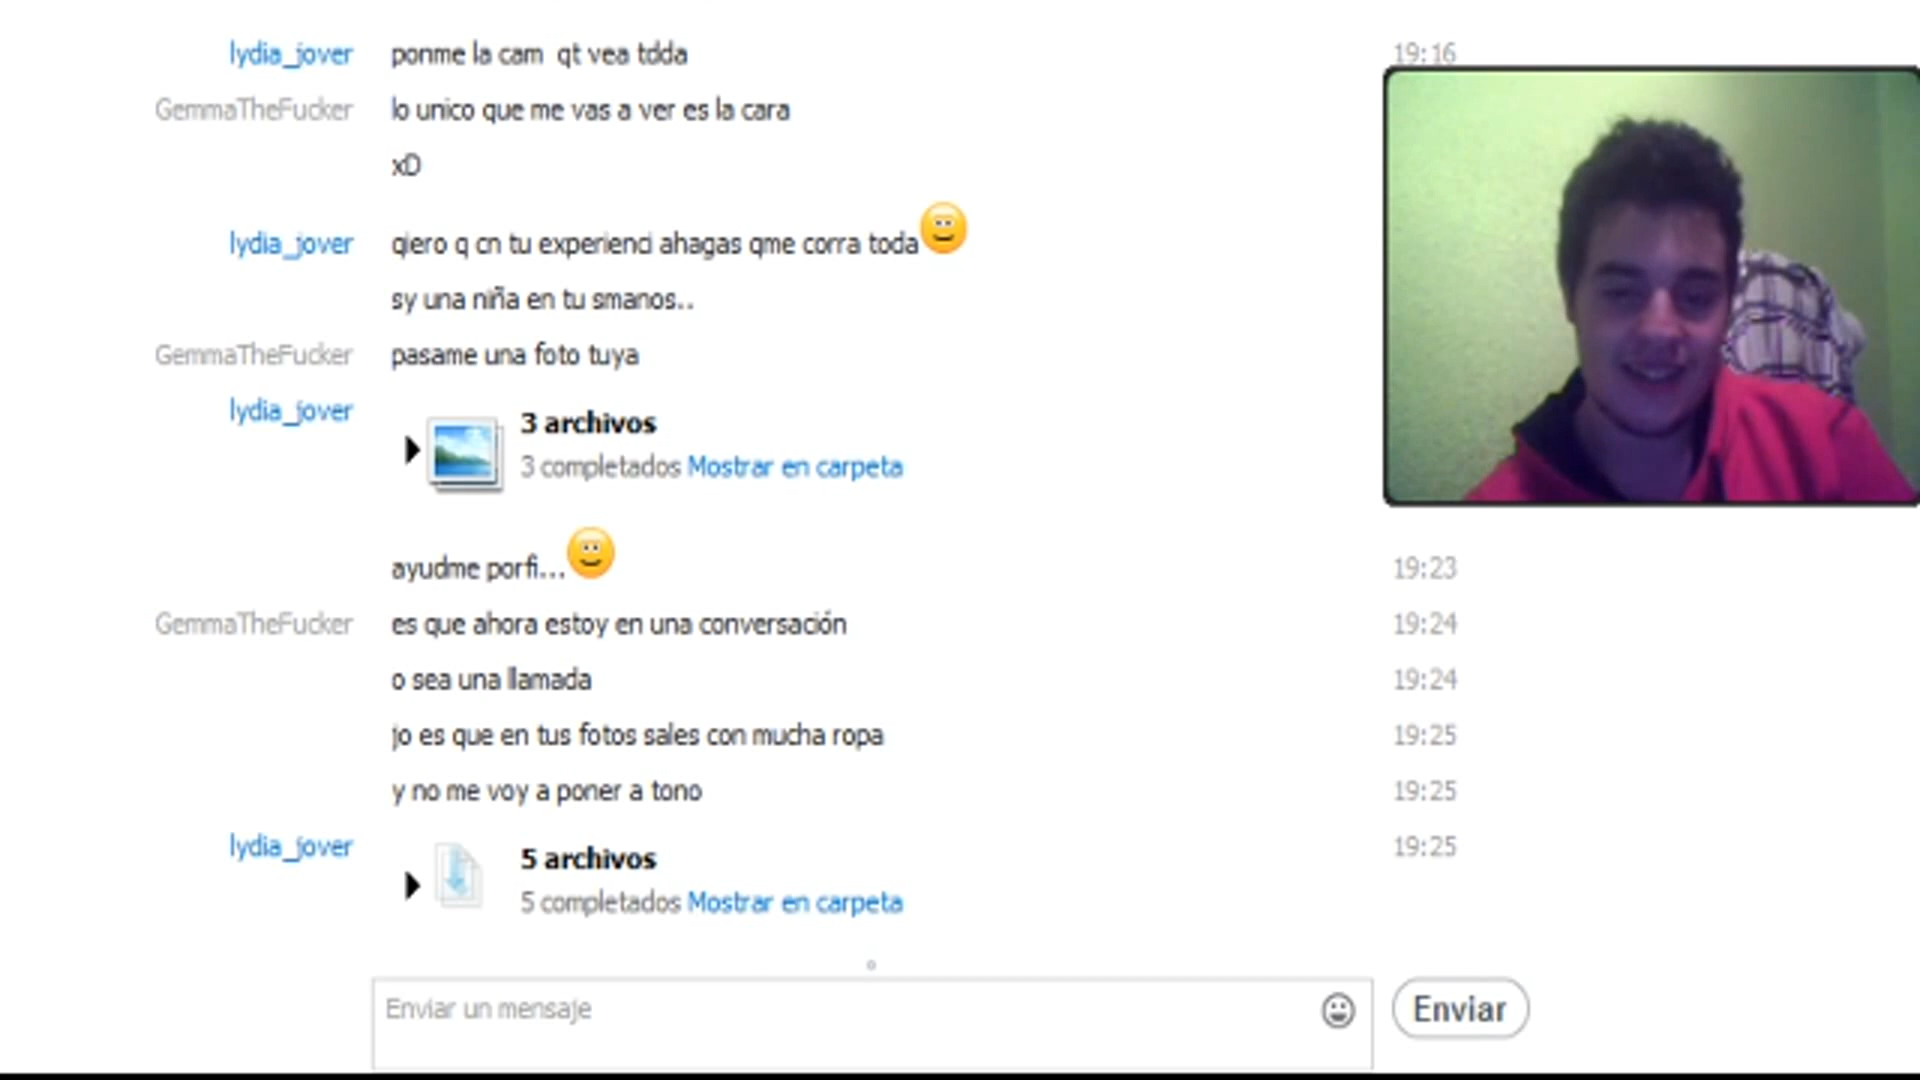 lydia_jover ponme la cam qt vea tdda 19:16
GemmaTheFucker lo unico que me vas a ver es la cara
xD
lydia_jover qiero q cn tu experienci ahagas qme corra toda
sy una niña en tu smanos..
GemmaTheFucker pasame una foto tuya
lydia_jover 3 archivos
3 completados Mostrar en carpeta
ayudme porfi... 19:23
GemmaTheFucker es que ahora estoy en una conversación 19:24
o sea una llamada 19:24
jo es que en tus fotos sales con mucha ropa 19:25
y no me voy a poner a tono 19:25
lydia_jover 5 archivos 19:25
5 completados Mostrar en carpeta
Enviar un mensaje Enviar